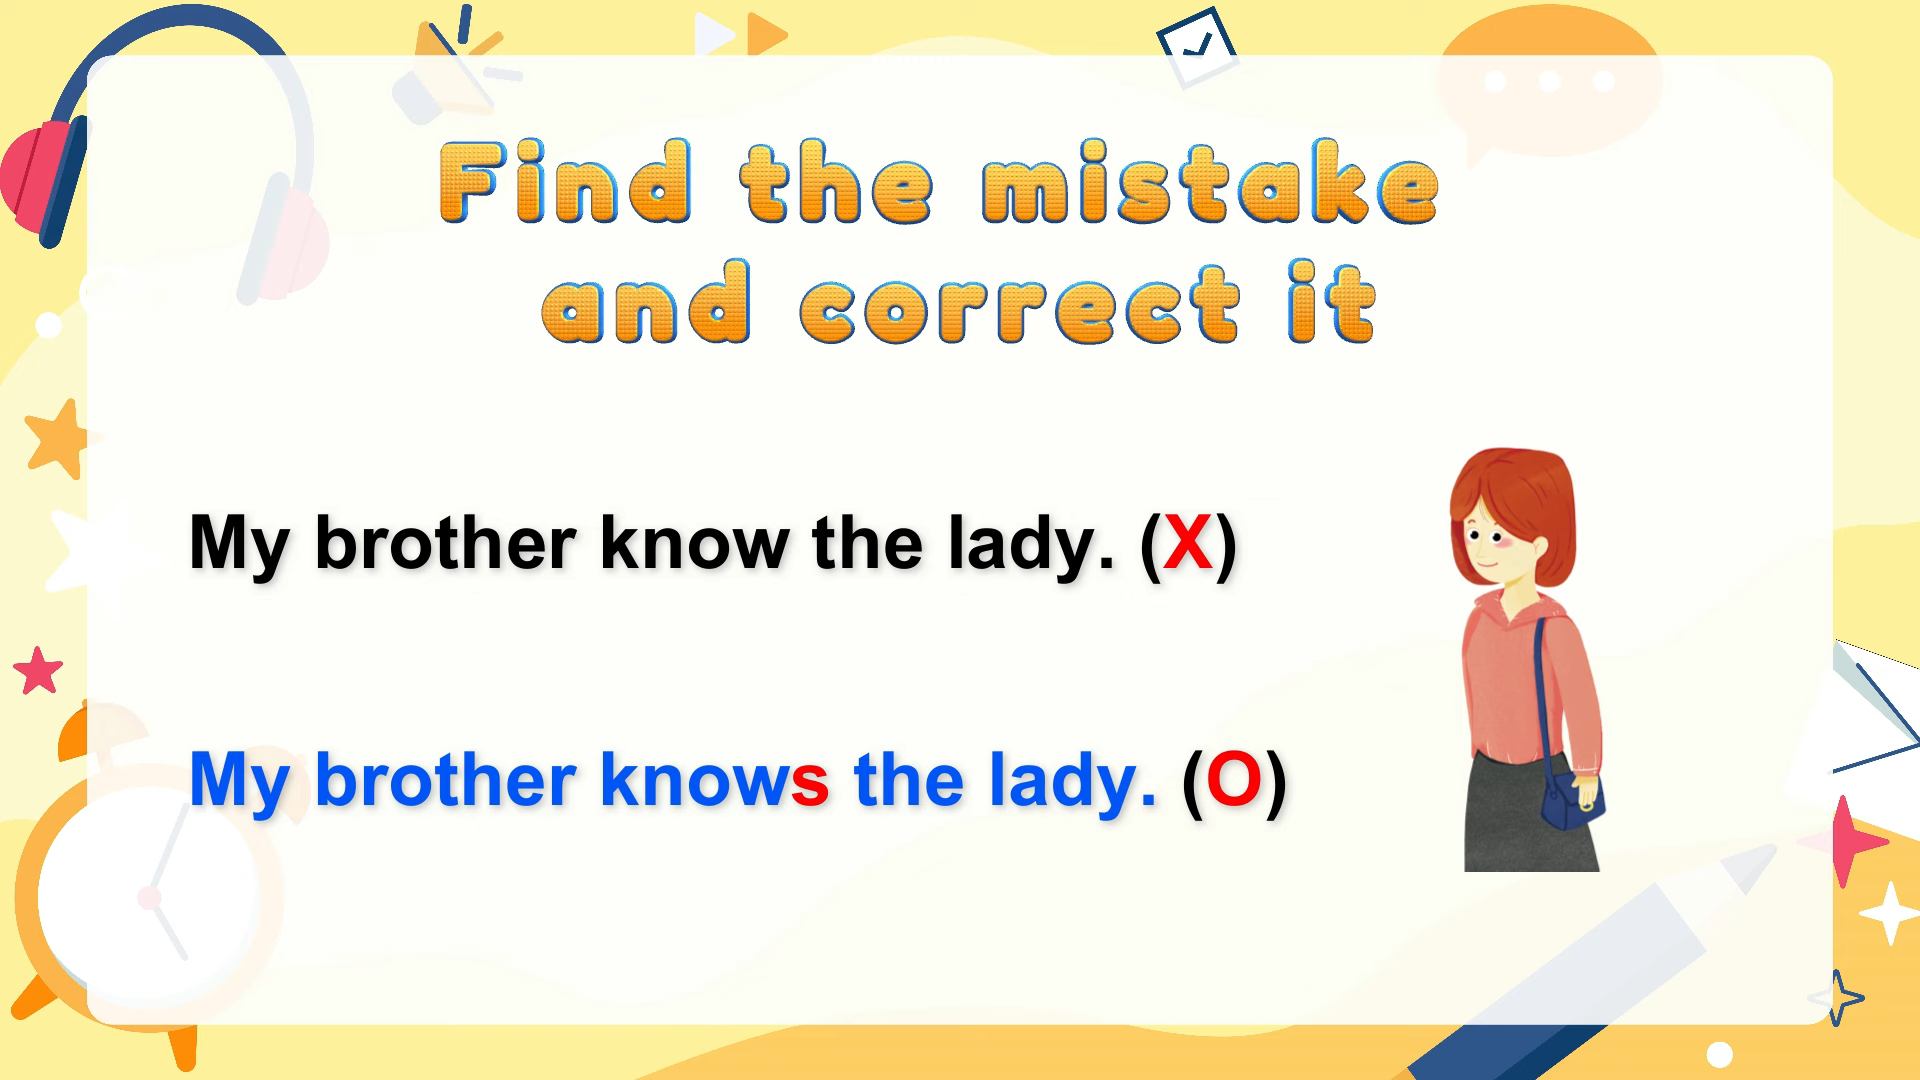 Find the mistake
and correct it
My brother know the lady. (X)
My brother knows the lady. (O)